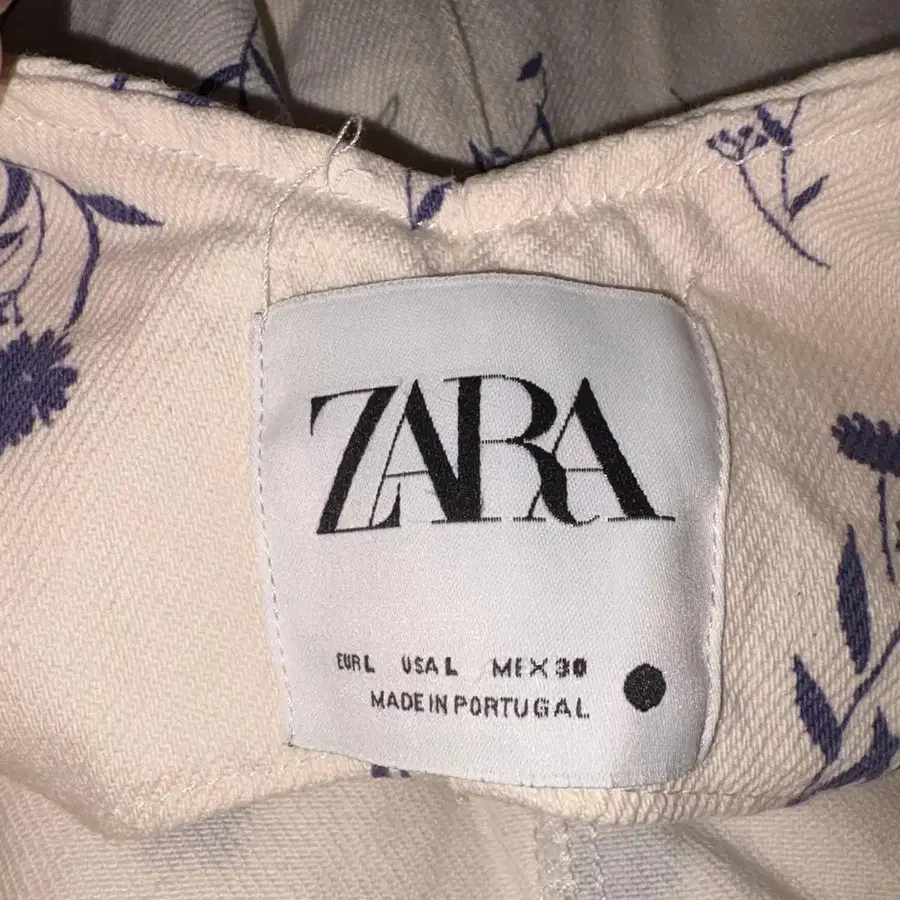 ZARA
EUR L USA L MEX 30
MADE IN PORTUGAL